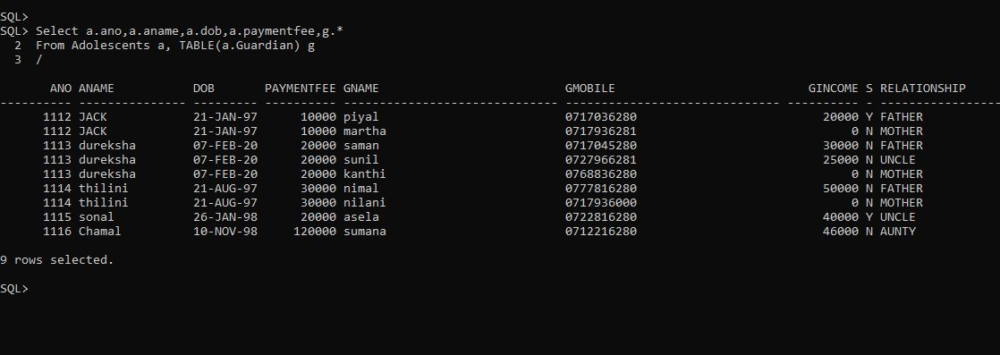 SQL>
SQL> Select a.ano,a.aname,a.dob,a.paymentfee,g.*
  2  From Adolescents a, TABLE(a.Guardian) g
  3  /
       ANO ANAME           DOB       PAYMENTFEE GNAME                          GMOBILE                           GINCOME S RELATIONSHIP
---------- --------------- --------- ---------- ------------------------------ ------------------------------ ---------- - -----------------
      1112 JACK            21-JAN-97      10000 piyal                          0717036280                          20000 Y FATHER
      1112 JACK            21-JAN-97      10000 martha                         0717936281                              0 N MOTHER
      1113 dureksha        07-FEB-20      20000 saman                          0717045280                          30000 N FATHER
      1113 dureksha        07-FEB-20      20000 sunil                          0727966281                          25000 N UNCLE
      1113 dureksha        07-FEB-20      20000 kanthi                         0768836280                              0 N MOTHER
      1114 thilini         21-AUG-97      30000 nimal                          0777816280                          50000 N FATHER
      1114 thilini         21-AUG-97      30000 nilani                         0717936000                              0 N MOTHER
      1115 sonal           26-JAN-98      20000 asela                          0722816280                          40000 Y UNCLE
      1116 Chamal          10-NOV-98     120000 sumana                         0712216280                          46000 N AUNTY
9 rows selected.
SQL>